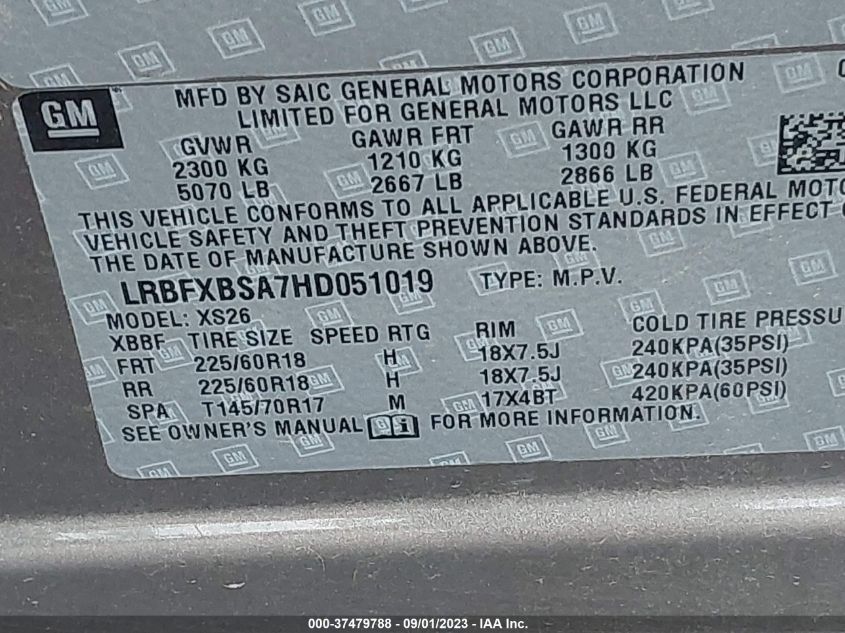 GM
MFD BY SAIC GENERAL MOTORS CORPORATION
LIMITED FOR GENERAL MOTORS LLC
GVWR GAWR FRT GAWR RR
2300 KG 1210 KG 1300 KG
5070 LB 2667 LB 2866 LB
THIS VEHICLE CONFORMS TO ALL APPLICABLE U.S. FEDERAL MOTO
VEHICLE SAFETY AND THEFT PREVENTION STANDARDS IN EFFECT
THE DATE OF MANUFACTURE SHOWN ABOVE.
LRBFXBSA7HD051019 TYPE: M.P.V.
MODEL: XS26
XBBF TIRE SIZE SPEED RTG RIM COLD TIRE PRESSU
FRT 225/60R18 H 18X7.5J 240KPA(35PSI)
RR 225/60R18 H 18X7.5J 240KPA(35PSI)
SPA T145/70R17 M 17X4BT 420KPA(60PSI)
SEE OWNER'S MANUAL FOR MORE INFORMATION.
000-37479788 - 09/01/2023 - IAA Inc.